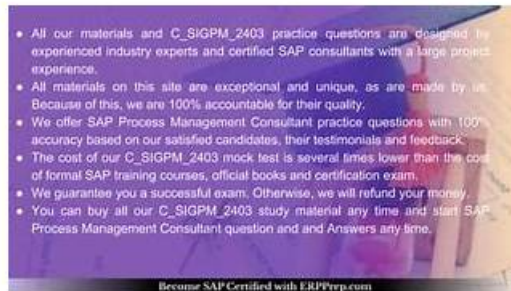 ● All our materials and C_SIGPM_2403 practice questions are designed by
experienced industry experts and certified SAP consultants with a large project
experience.
● All materials on this site are exceptional and unique, as are made by us.
Because of this, we are 100% accountable for their quality.
● We offer SAP Process Management Consultant practice questions with 100%
accuracy based on our satisfied candidates, their testimonials and feedback.
● The cost of our C_SIGPM_2403 mock test is several times lower than the cost
of formal SAP training courses, official books and certification exam.
● We guarantee you a successful exam. Otherwise, we will refund your money.
● You can buy all our C_SIGPM_2403 study material any time and start SAP
Process Management Consultant question and and Answers any time.
Become SAP Certified with ERPPrep.com